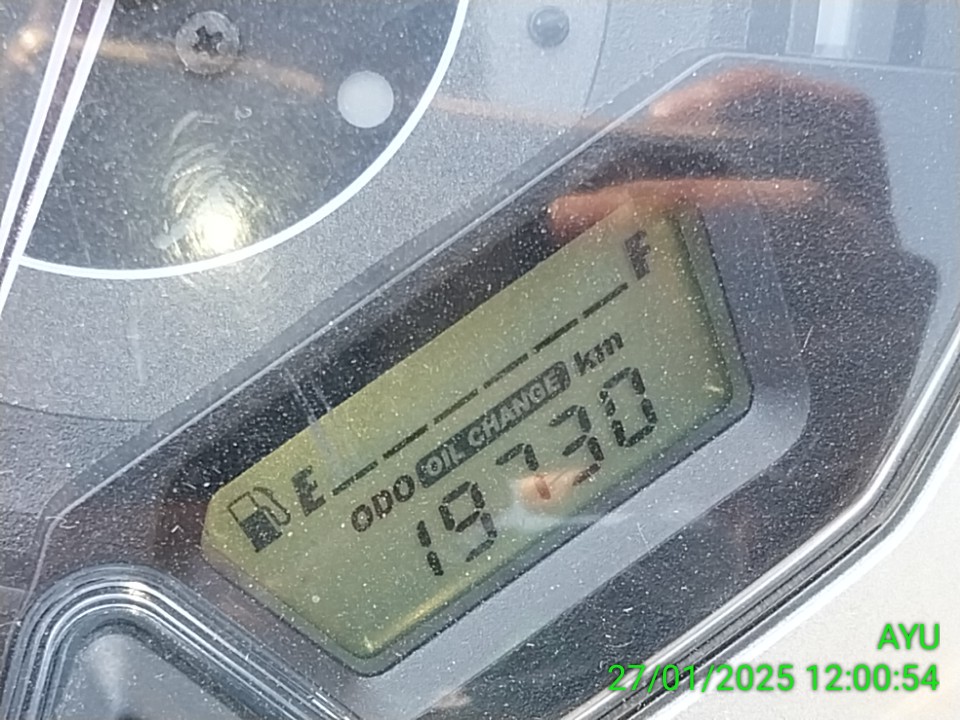 E F
ODO OIL CHANGE km
19730
AYU
27/01/2025 12:00:54